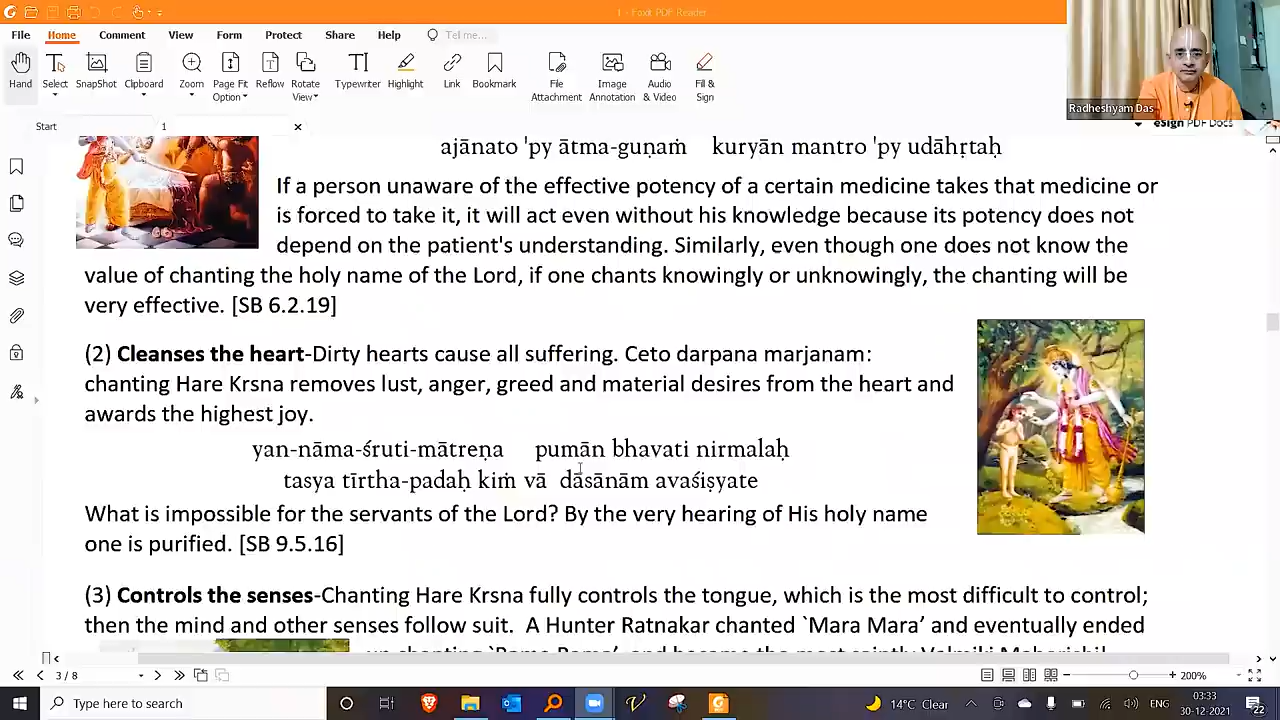 1 - Foxit PDF Reader
File Home Comment View Form Protect Share Help Tell me...
Hand Select SnapShot Clipboard Zoom Page Fit Option Reflow Rotate View Typewriter Highlight Link Bookmark File Attachment Image Annotation Audio & Video Fill & Sign
Radheshyam Das
Start 1
eSign PDF Docs
ajānato 'py ātma-guṇaṁ kuryān mantro 'py udāhṛtaḥ
If a person unaware of the effective potency of a certain medicine takes that medicine or
is forced to take it, it will act even without his knowledge because its potency does not
depend on the patient's understanding. Similarly, even though one does not know the
value of chanting the holy name of the Lord, if one chants knowingly or unknowingly, the chanting will be
very effective. [SB 6.2.19]
(2) Cleanses the heart-Dirty hearts cause all suffering. Ceto darpana marjanam:
chanting Hare Krsna removes lust, anger, greed and material desires from the heart and
awards the highest joy.
yan-nāma-śruti-mātreṇa pumān bhavati nirmalaḥ
tasya tīrtha-padaḥ kiṁ vā dāsānām avaśiṣyate
What is impossible for the servants of the Lord? By the very hearing of His holy name
one is purified. [SB 9.5.16]
(3) Controls the senses-Chanting Hare Krsna fully controls the tongue, which is the most difficult to control;
then the mind and other senses follow suit. A Hunter Ratnakar chanted `Mara Mara' and eventually ended
3 / 8 200%
Type here to search 14°C Clear ENG 03:33
30-12-2021 22